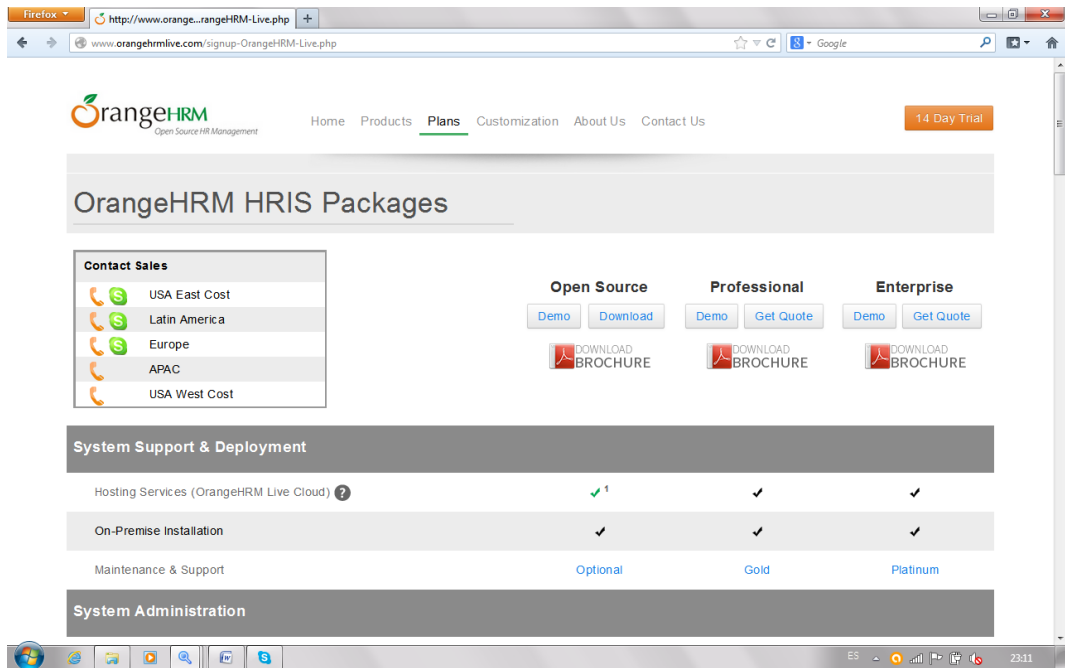 Firefox
http://www.orange...rangeHRM-Live.php
www.orangehrmlive.com/signup-OrangeHRM-Live.php
Google
OrangeHRM
Open Source HR Management
Home Products Plans Customization About Us Contact Us
14 Day Trial
OrangeHRM HRIS Packages
Contact Sales
USA East Cost
Latin America
Europe
APAC
USA West Cost
Open Source Professional Enterprise
Demo Download Demo Get Quote Demo Get Quote
DOWNLOAD DOWNLOAD DOWNLOAD
BROCHURE BROCHURE BROCHURE
System Support & Deployment
Hosting Services (OrangeHRM Live Cloud) ? ✔ 1 ✔ ✔
On-Premise Installation ✔ ✔ ✔
Maintenance & Support Optional Gold Platinum
System Administration
ES 23:11